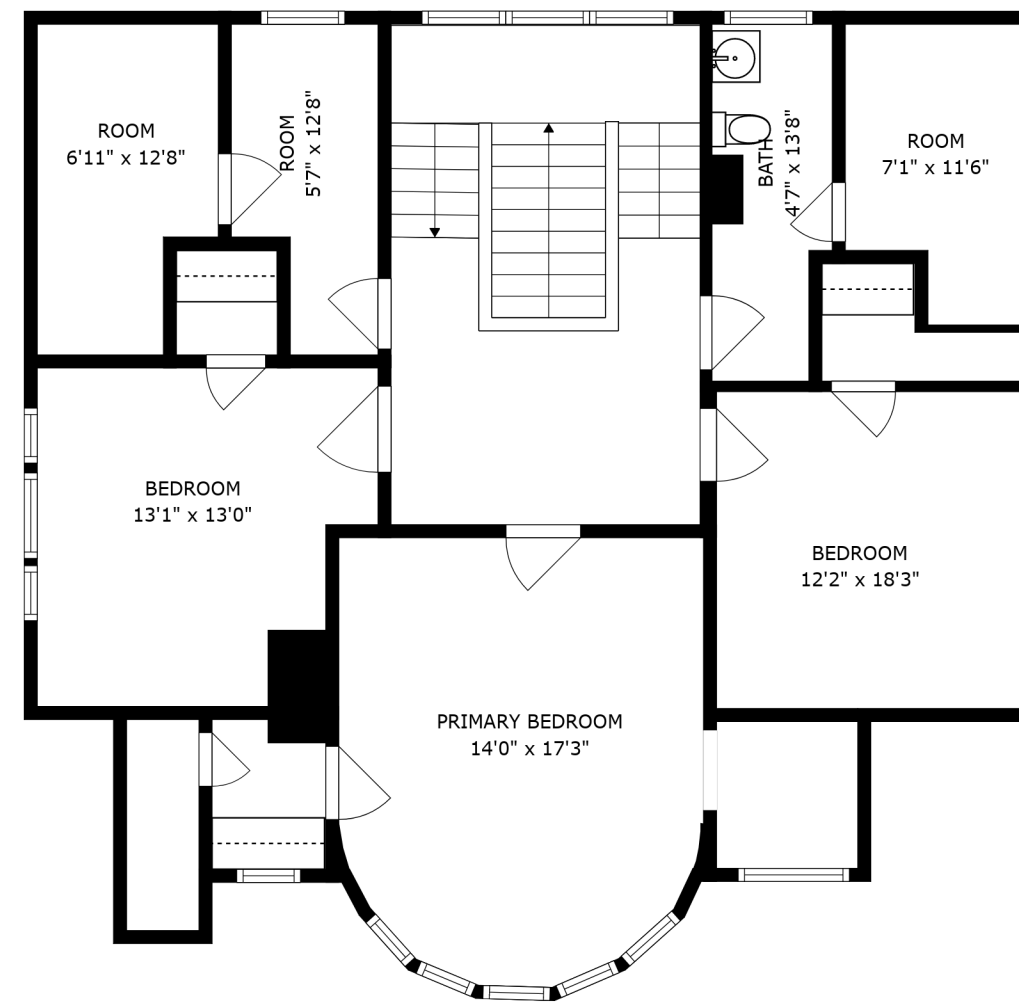 ROOM
6'11" x 12'8"
ROOM
5'7" x 12'8"
BATH
4'7" x 13'8"
ROOM
7'1" x 11'6"
BEDROOM
13'1" x 13'0"
BEDROOM
12'2" x 18'3"
PRIMARY BEDROOM
14'0" x 17'3"